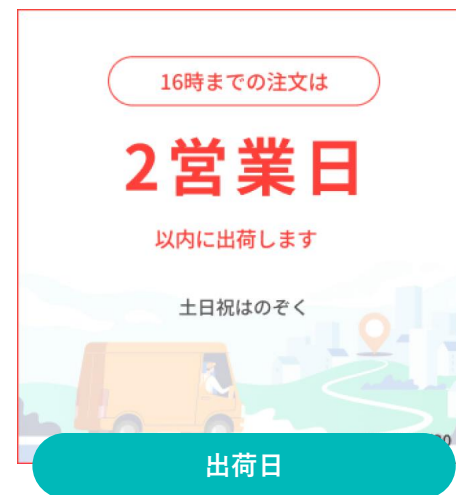 16時までの注文は
2営業日
以内に出荷します
土日祝はのぞく
出荷日